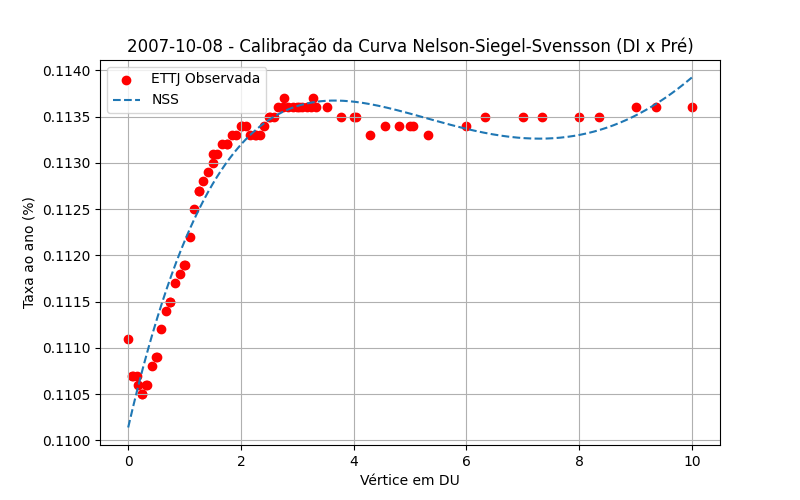 2007-10-08 - Calibração da Curva Nelson-Siegel-Svensson (DI x Pré)
ETTJ Observada
NSS
Taxa ao ano (%)
0.1140
0.1135
0.1130
0.1125
0.1120
0.1115
0.1110
0.1105
0.1100
0 2 4 6 8 10
Vértice em DU